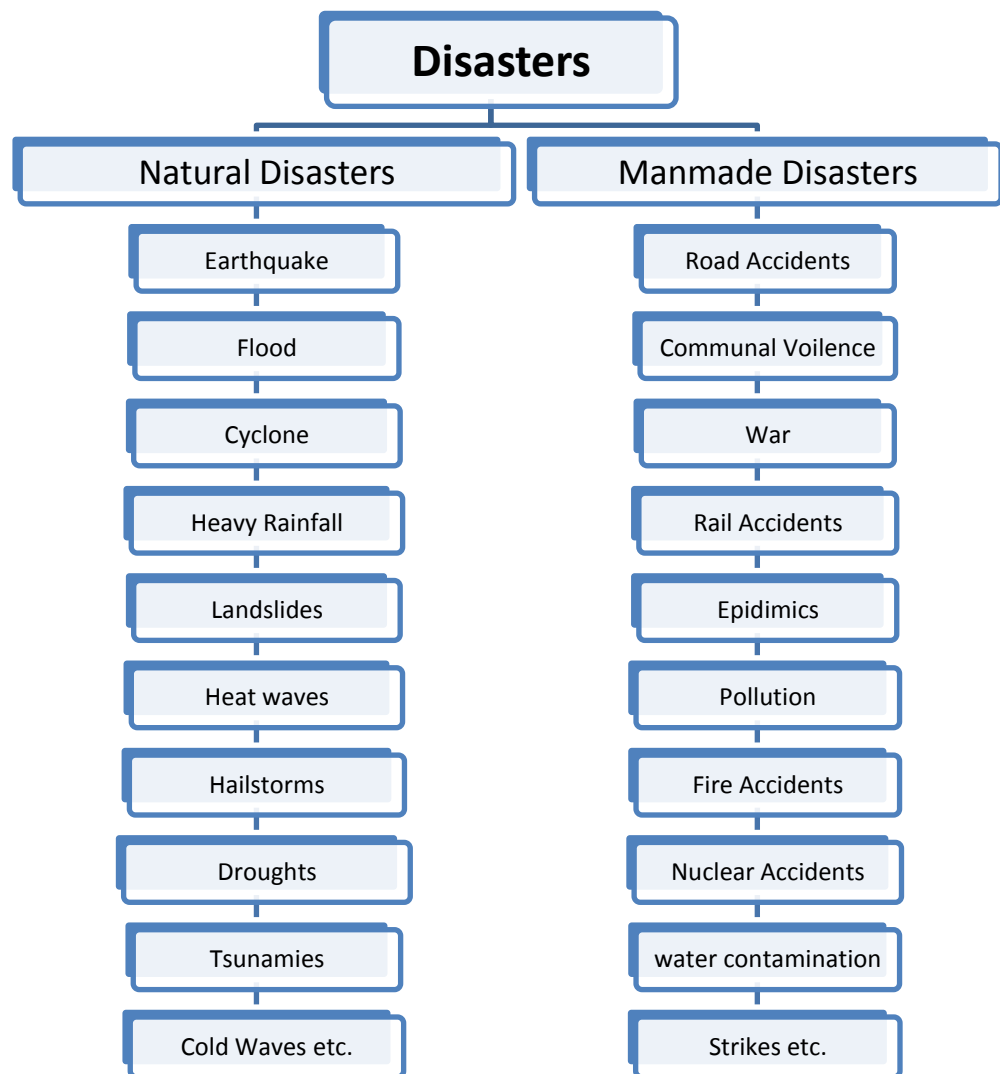 Disasters
Natural Disasters
Earthquake
Flood
Cyclone
Heavy Rainfall
Landslides
Heat waves
Hailstorms
Droughts
Tsunamies
Cold Waves etc.
Manmade Disasters
Road Accidents
Communal Voilence
War
Rail Accidents
Epidimics
Pollution
Fire Accidents
Nuclear Accidents
water contamination
Strikes etc.